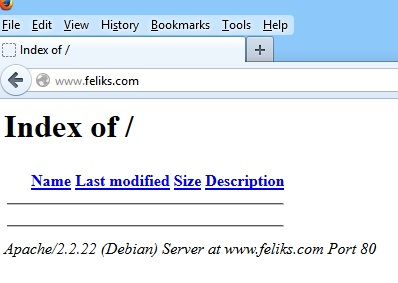 File Edit View History Bookmarks Tools Help
Index of /
www.feliks.com
Index of /
Name Last modified Size Description
Apache/2.2.22 (Debian) Server at www.feliks.com Port 80